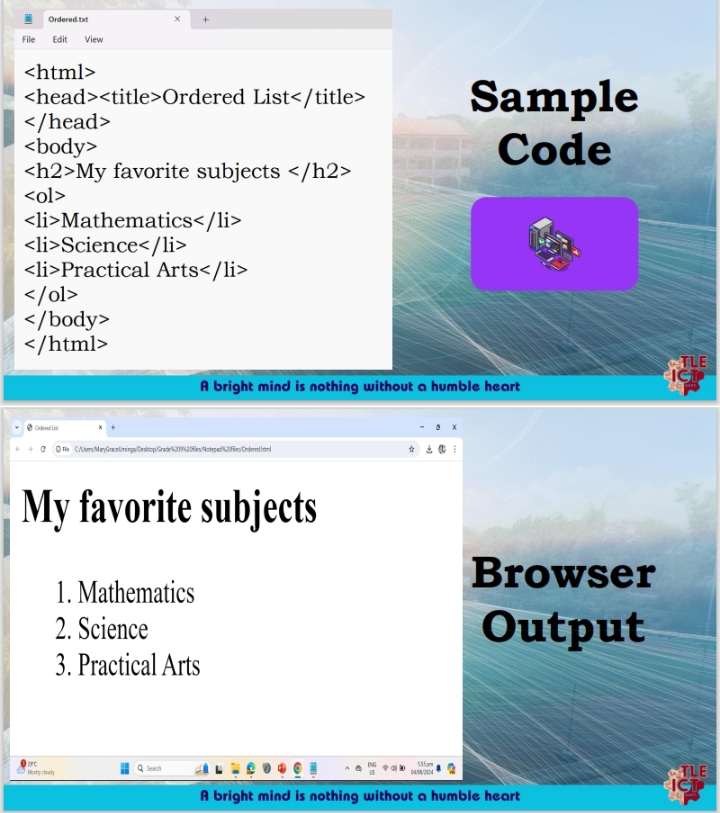 Ordered.txt
File Edit View
<html>
<head><title>Ordered List</title>
</head>
<body>
<h2>My favorite subjects </h2>
<ol>
<li>Mathematics</li>
<li>Science</li>
<li>Practical Arts</li>
</ol>
</body>
</html>
Sample
Code
TLE
ICT
A bright mind is nothing without a humble heart
Ordered List
File C:/Users/MaryGraceUmingo/Desktop/Grade%209%20Files/Notepad%20Files/Ordered.html
My favorite subjects
1. Mathematics
2. Science
3. Practical Arts
Browser
Output
Mostly cloudy
Search
ENG
US
04/08/2024
TLE
ICT
A bright mind is nothing without a humble heart